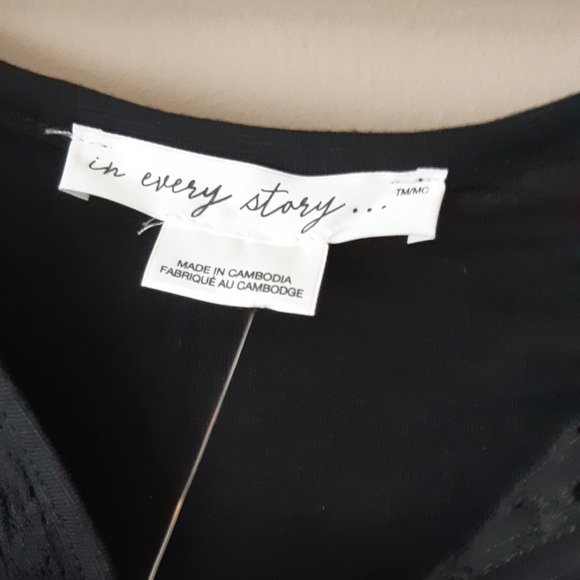 in every story...
TM/MC
MADE IN CAMBODIA
FABRIQUÉ AU CAMBODGE